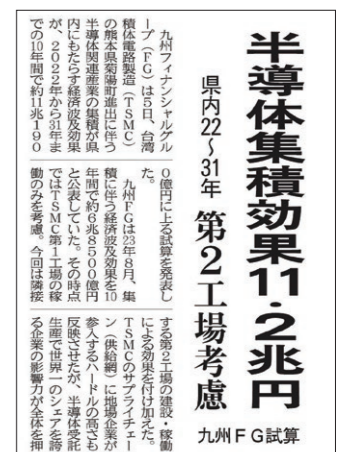 半導体集積効果11・2兆円
県内22～31年 第2工場考慮
九州ＦＧ試算
九州フィナンシャルグル
ープ（ＦＧ）は5日、台湾
積体電路製造（ＴＳＭＣ）
の熊本県菊陽町進出に伴う
半導体関連産業の集積が県
内にもたらす経済波及効果
が、2022年から31年ま
での10年間で約11兆190
0億円に上る試算を発表し
た。
九州ＦＧは23年8月、集
積に伴う経済波及効果を10
年間で約6兆8500億円
と公表していた。その時点
ではＴＳＭＣ第1工場の稼
働のみを考慮。今回は隣接
する第2工場の建設・稼働
による効果を付け加えた。
ＴＳＭＣのサプライチェー
ン（供給網）に地場企業が
参入するハードルの高さも
反映させたが、半導体受託
生産で世界一のシェアを誇
る企業の影響力が全体を押